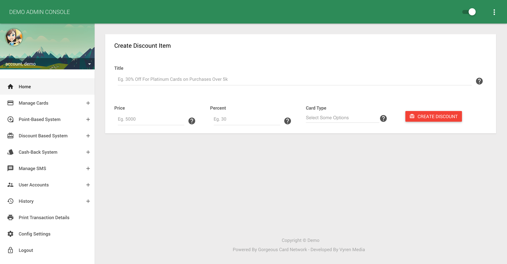 DEMO ADMIN CONSOLE
account demo
Home
Manage Cards +
Point-Based System +
Discount Based System +
Cash-Back System +
Manage SMS +
User Accounts +
History +
Print Transaction Details
Config Settings
Logout
Create Discount Item
Title
Eg. 30% Off For Platinum Cards on Purchases Over 5k
Price
Eg. 5000
Percent
Eg. 30
Card Type
Select Some Options
CREATE DISCOUNT
Copyright © Demo
Powered By Gorgeous Card Network - Developed By Vyren Media